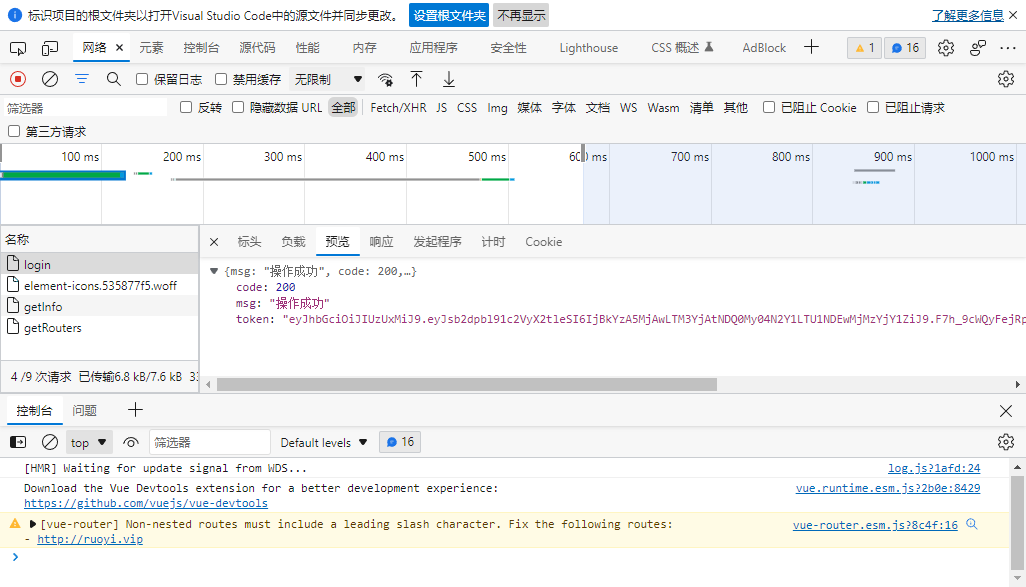 标识项目的根文件夹以打开Visual Studio Code中的源文件并同步更改。 设置根文件夹 不再显示 了解更多信息
网络 元素 控制台 源代码 性能 内存 应用程序 安全性 Lighthouse CSS 概述 AdBlock 1 16
保留日志 禁用缓存 无限制
筛选器 反转 隐藏数据 URL 全部 Fetch/XHR JS CSS Img 媒体 字体 文档 WS Wasm 清单 其他 已阻止 Cookie 已阻止请求
第三方请求
100 ms 200 ms 300 ms 400 ms 500 ms 600 ms 700 ms 800 ms 900 ms 1000 ms
名称
login
element-icons.535877f5.woff
getInfo
getRouters
4 /9 次请求 已传输6.8 kB/7.6 kB
标头 负载 预览 响应 发起程序 计时 Cookie
{msg: "操作成功", code: 200,…}
code: 200
msg: "操作成功"
token: "eyJhbGciOiJIUzUxMiJ9.eyJsb2dpbl91c2VyX2tleSI6IjBkYzA5MjAwLTM3YjAtNDQ0My04N2Y1LTU1NDEwMjMzYjY1ZiJ9.F7h_9cWQyFejRp
控制台 问题
top 筛选器 Default levels 16
[HMR] Waiting for update signal from WDS... log.js?1afd:24
Download the Vue Devtools extension for a better development experience: vue.runtime.esm.js?2b0e:8429
https://github.com/vuejs/vue-devtools
[vue-router] Non-nested routes must include a leading slash character. Fix the following routes: vue-router.esm.js?8c4f:16
- http://ruoyi.vip